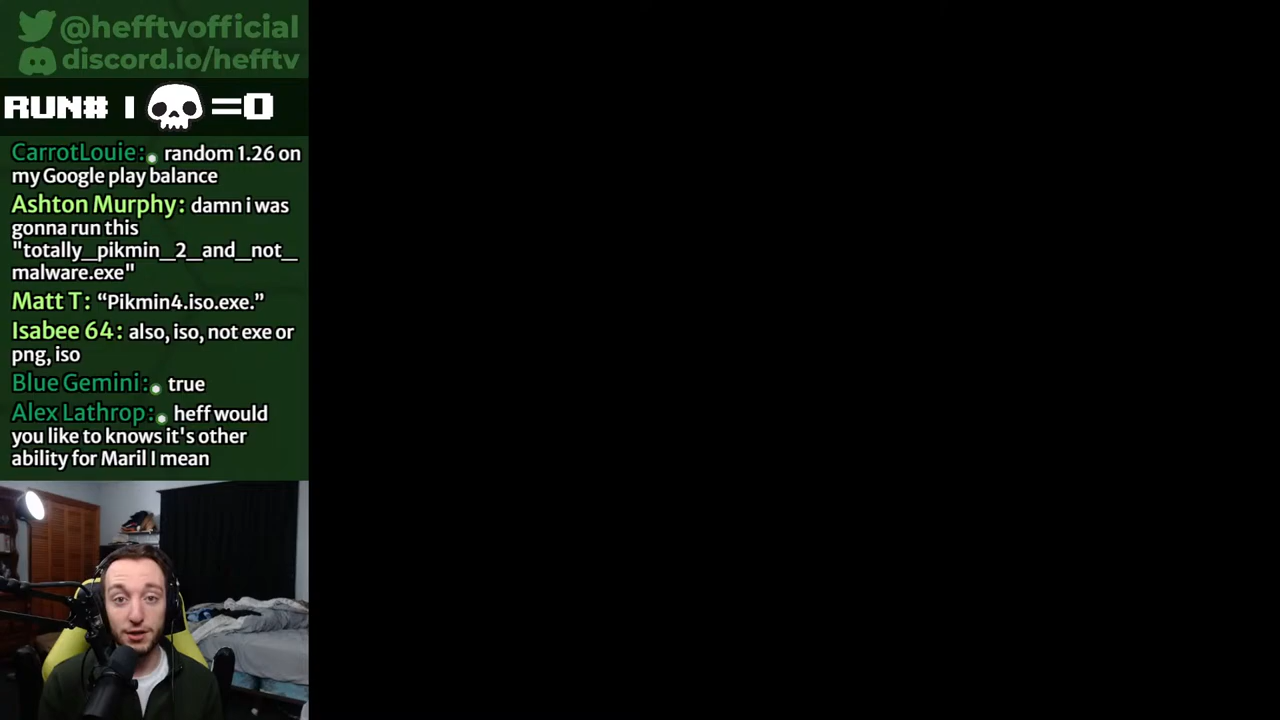 @hefftvofficial
discord.io/hefftv
RUN# 1 =0
CarrotLouie: random 1.26 on
my Google play balance
Ashton Murphy: damn i was
gonna run this
"totally_pikmin_2_and_not_
malware.exe"
Matt T: “Pikmin4.iso.exe.”
Isabee 64: also, iso, not exe or
png, iso
Blue Gemini: true
Alex Lathrop: heff would
you like to knows it's other
ability for Maril I mean